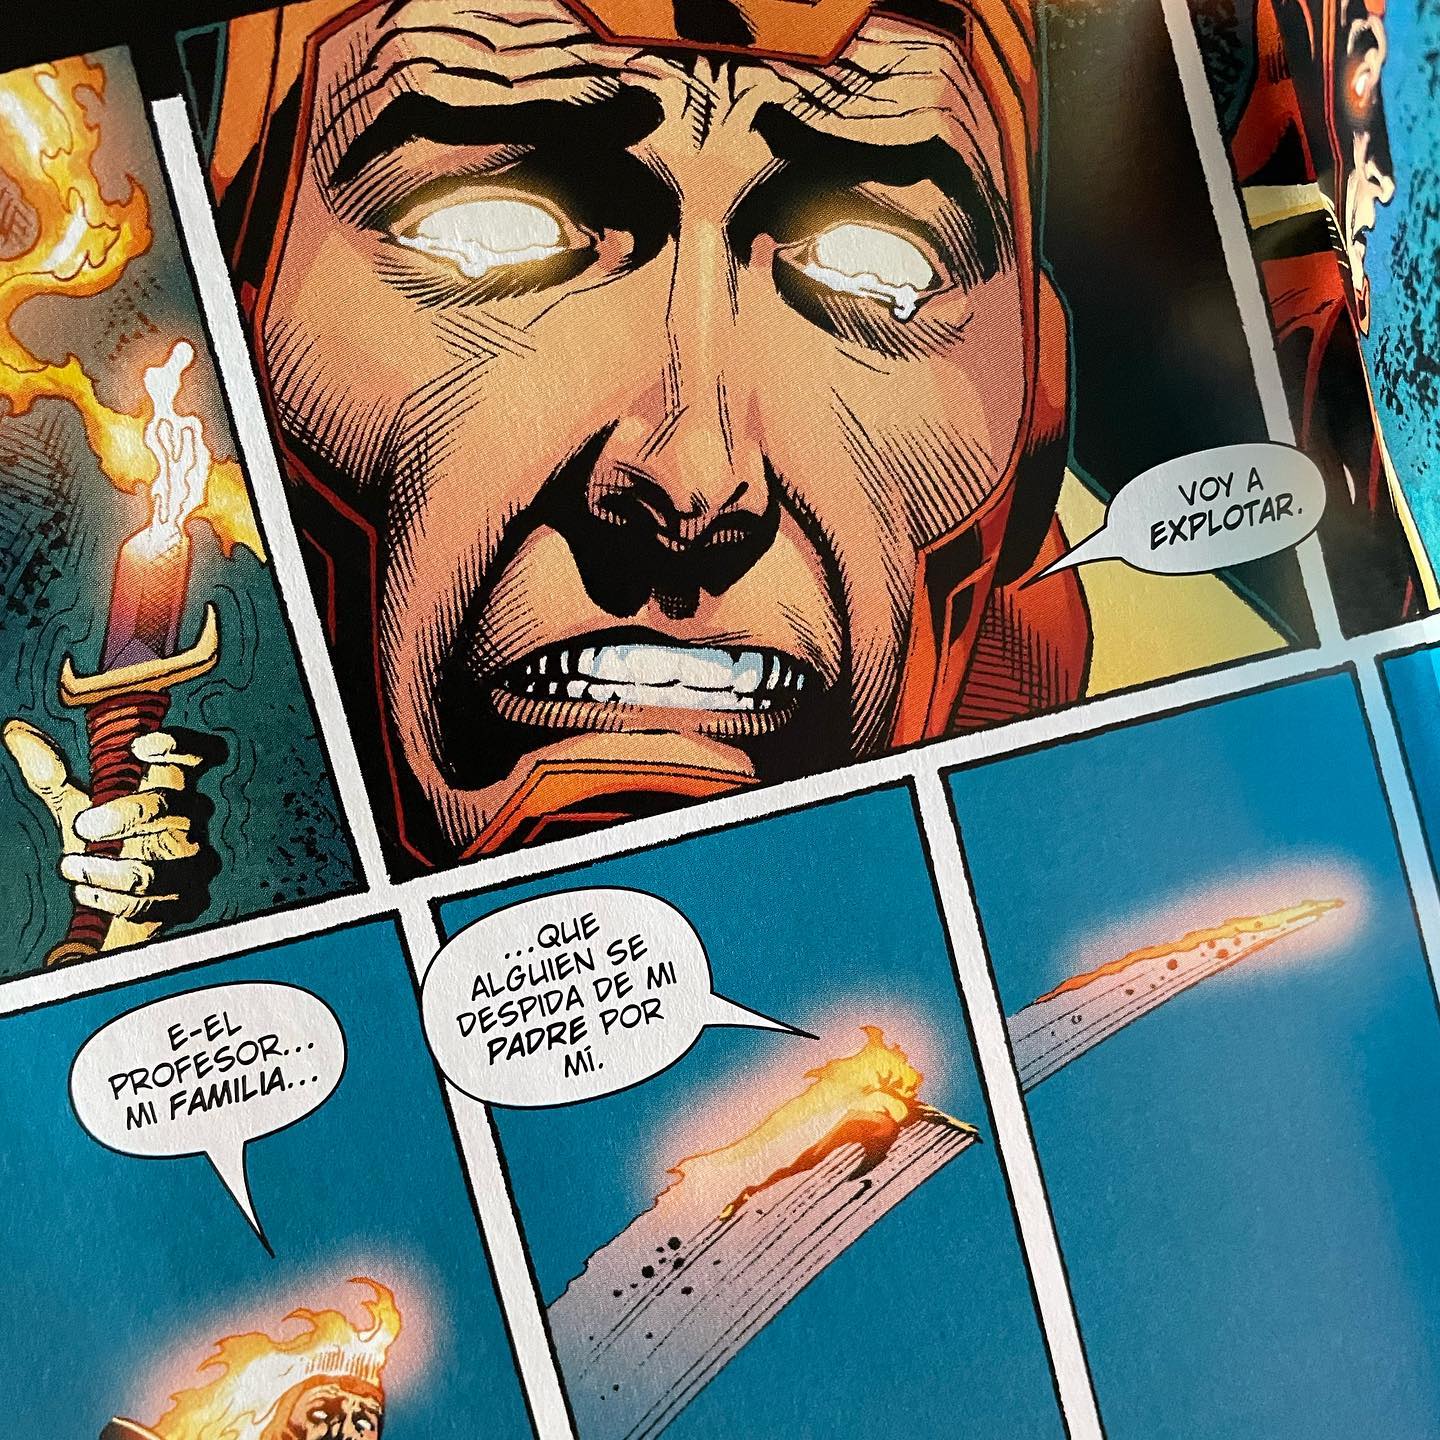 VOY A
EXPLOTAR.
E-EL
PROFESOR...
MI FAMILIA...
...QUE
ALGUIEN SE
DESPIDA DE MI
PADRE POR
MÍ.